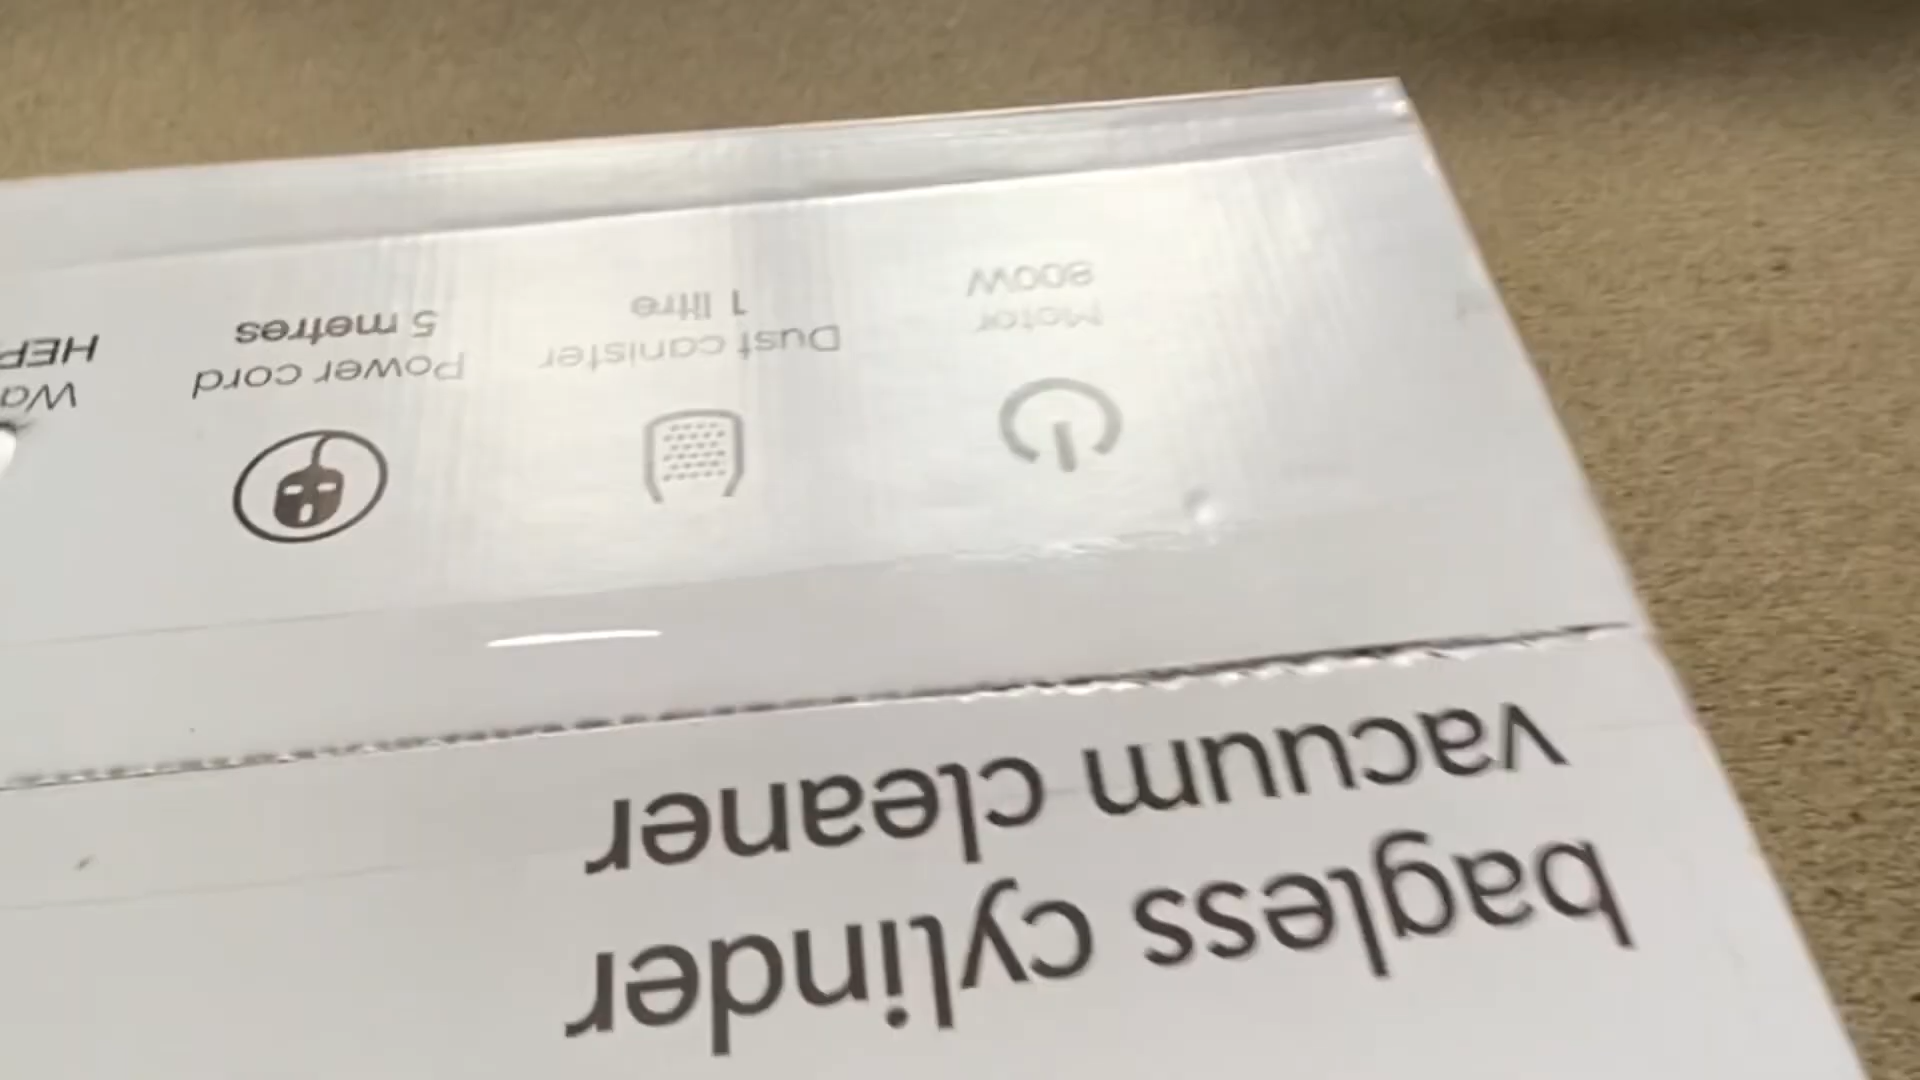 bagless cylinder
vacuum cleaner
Motor
800W
Dust canister
1 litre
Power cord
5 metres